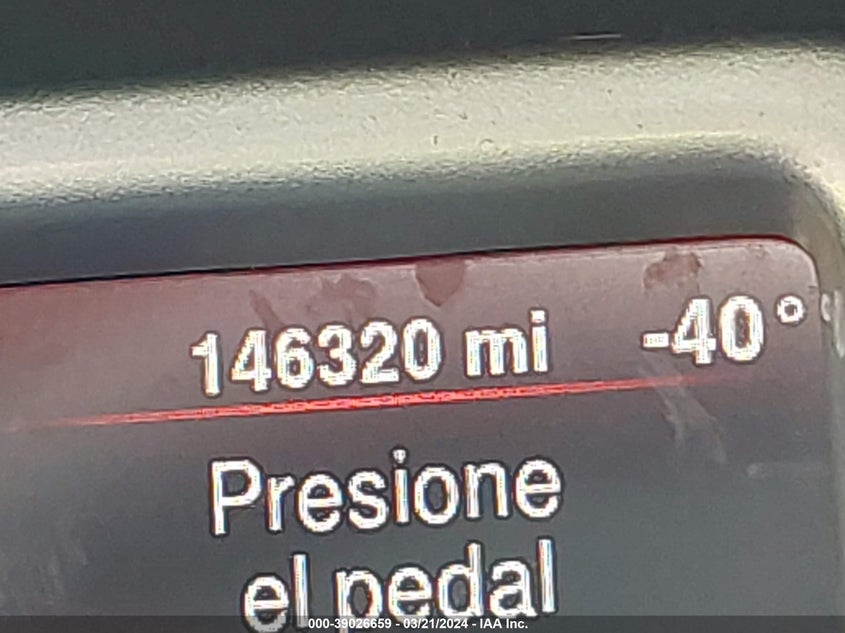 146320 mi -40°
Presione
el pedal
000-39026659 - 03/21/2024 - IAA Inc.